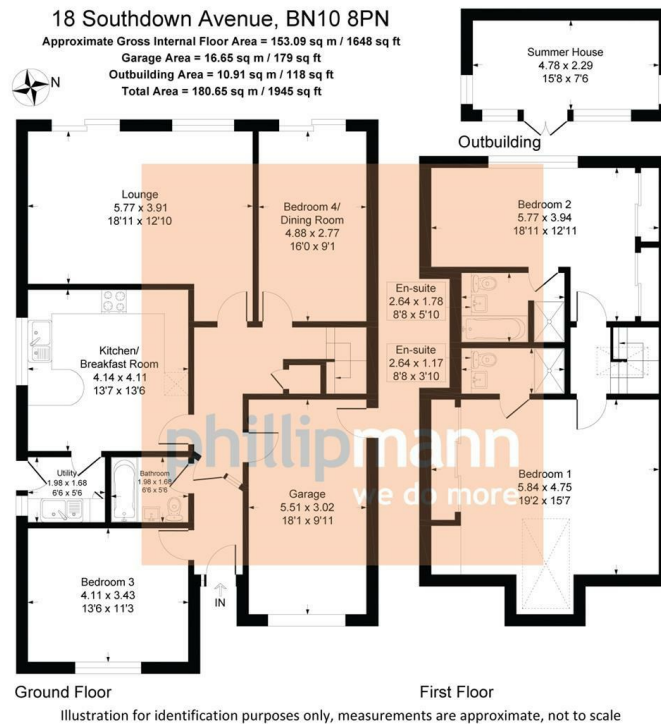 18 Southdown Avenue, BN10 8PN
Approximate Gross Internal Floor Area = 153.09 sq m / 1648 sq ft
Garage Area = 16.65 sq m / 179 sq ft
Outbuilding Area = 10.91 sq m / 118 sq ft
Total Area = 180.65 sq m / 1945 sq ft
N
Summer House
4.78 x 2.29
15'8 x 7'6
Outbuilding
Lounge
5.77 x 3.91
18'11 x 12'10
Bedroom 4/
Dining Room
4.88 x 2.77
16'0 x 9'1
Bedroom 2
5.77 x 3.94
18'11 x 12'11
En-suite
2.64 x 1.78
8'8 x 5'10
En-suite
2.64 x 1.17
8'8 x 3'10
Kitchen/
Breakfast Room
4.14 x 4.11
13'7 x 13'6
phillipmann
we do more
Utility
1.98 x 1.68
6'6 x 5'6
Bathroom
1.98 x 1.68
6'6 x 5'6
Garage
5.51 x 3.02
18'1 x 9'11
Bedroom 1
5.84 x 4.75
19'2 x 15'7
Bedroom 3
4.11 x 3.43
13'6 x 11'3
IN
Ground Floor
First Floor
Illustration for identification purposes only, measurements are approximate, not to scale